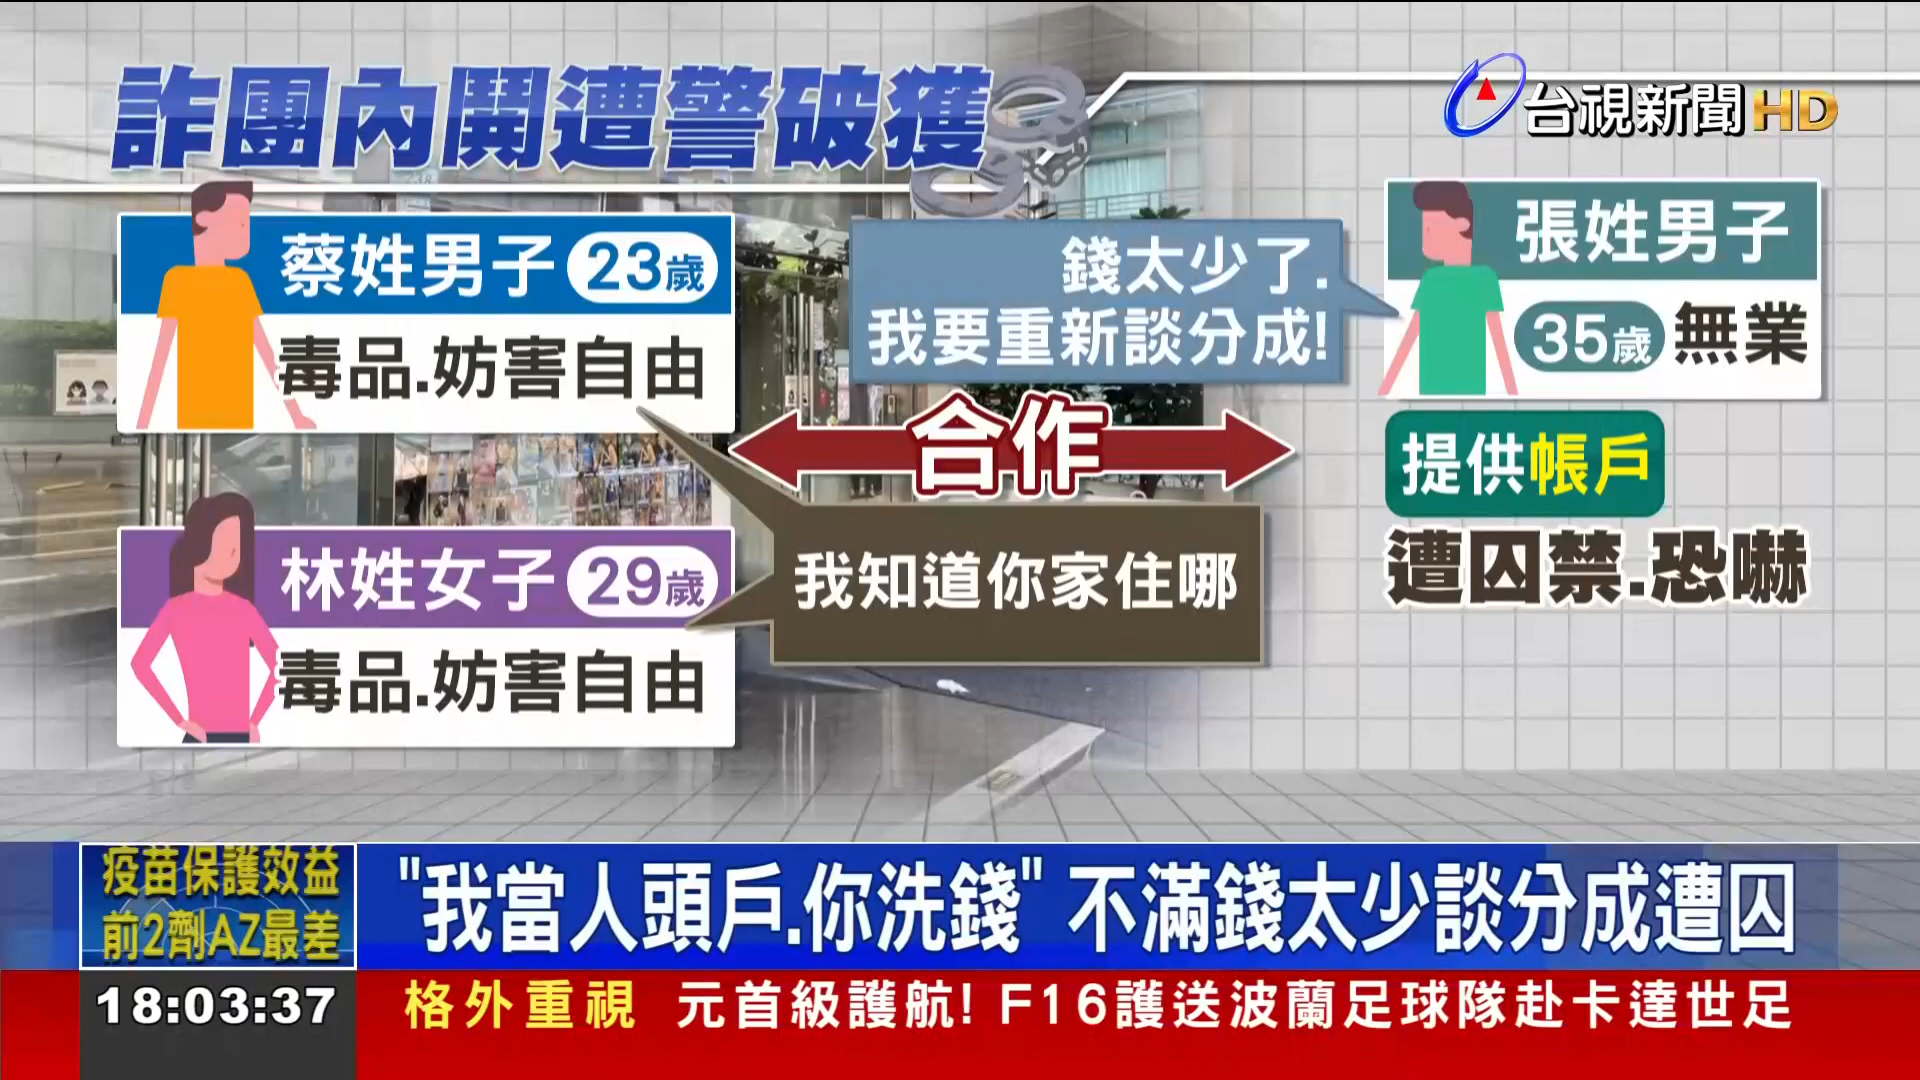 詐團內鬨遭警破獲
台視新聞HD
蔡姓男子 23歲
毒品.妨害自由
錢太少了.
我要重新談分成!
張姓男子
35歲 無業
合作
提供帳戶
遭囚禁.恐嚇
林姓女子 29歲
毒品.妨害自由
我知道你家住哪
疫苗保護效益
前2劑AZ最差
"我當人頭戶.你洗錢" 不滿錢太少談分成遭囚
18:03:37
格外重視 元首級護航! F16護送波蘭足球隊赴卡達世足